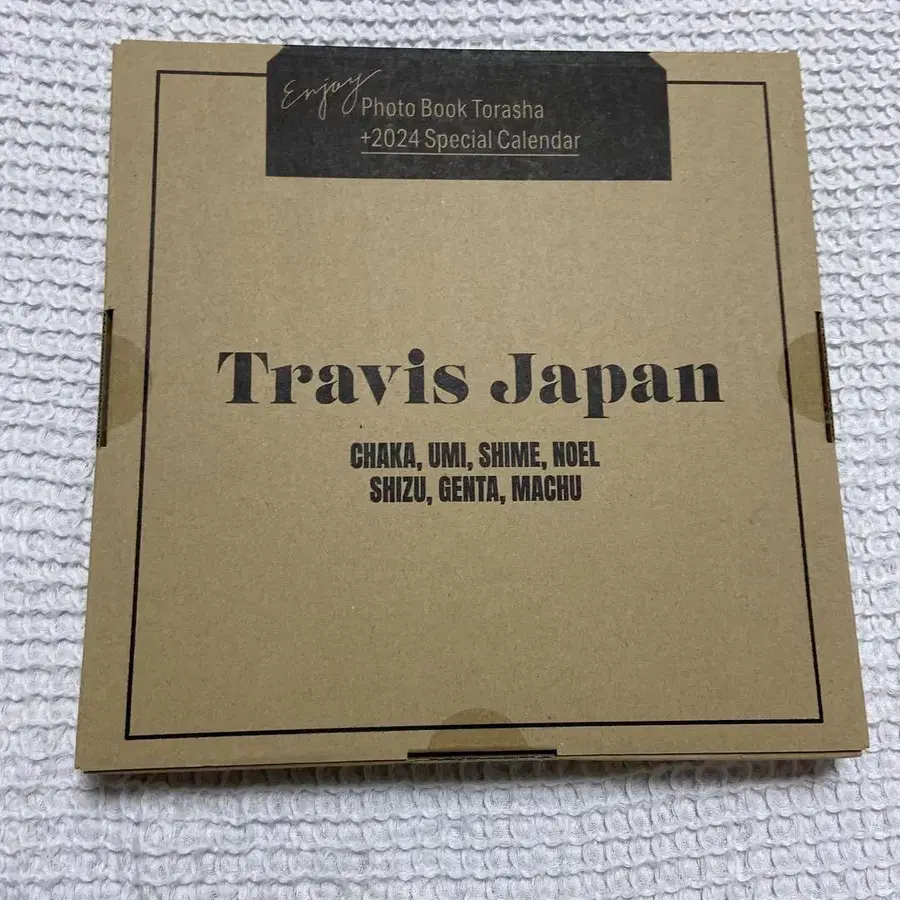 Enjoy
Photo Book Torasha
+2024 Special Calendar
Travis Japan
CHAKA, UMI, SHIME, NOEL
SHIZU, GENTA, MACHU